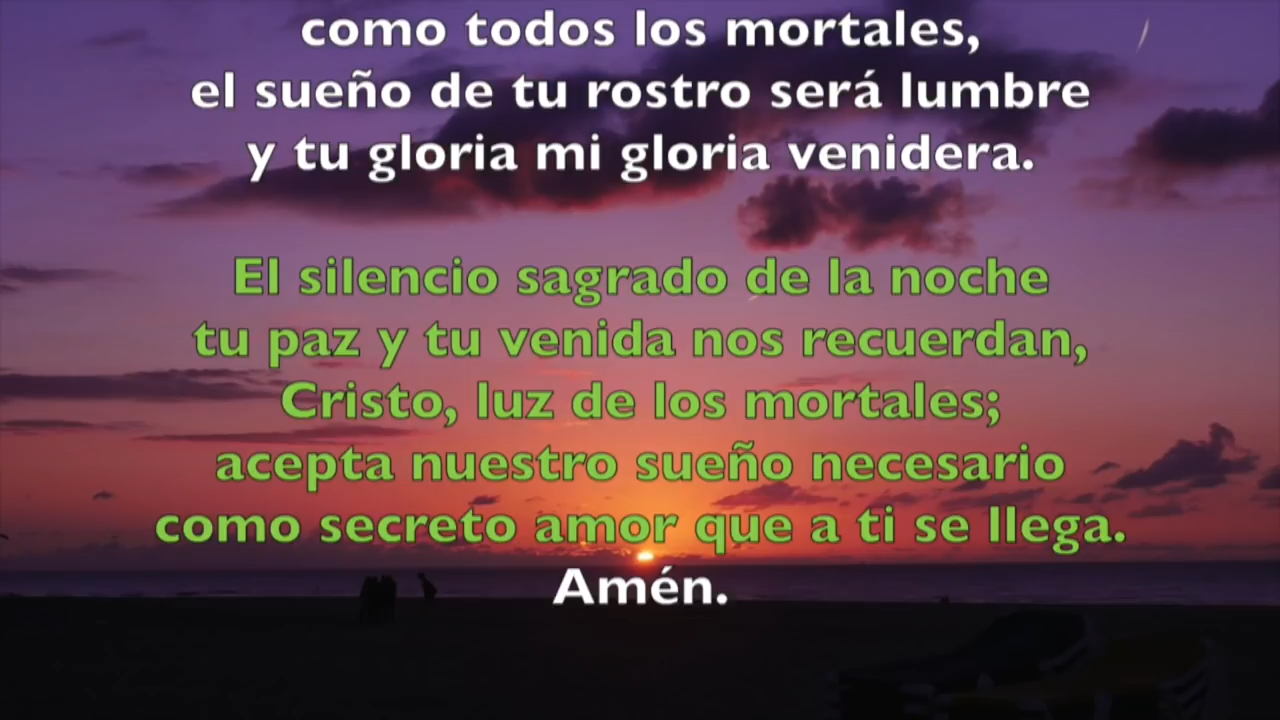 como todos los mortales,
el sueño de tu rostro será lumbre
y tu gloria mi gloria venidera.
El silencio sagrado de la noche
tu paz y tu venida nos recuerdan,
Cristo, luz de los mortales;
acepta nuestro sueño necesario
como secreto amor que a ti se llega.
Amén.